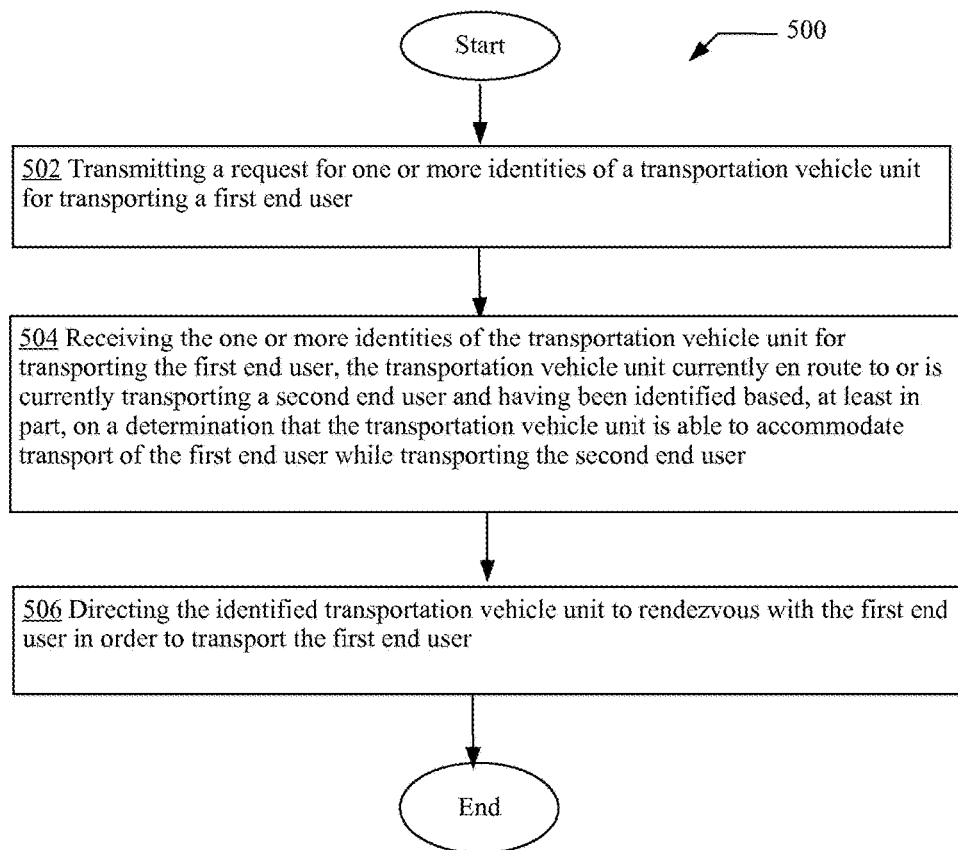 Start
500
502 Transmitting a request for one or more identities of a transportation vehicle unit
for transporting a first end user
504 Receiving the one or more identities of the transportation vehicle unit for
transporting the first end user, the transportation vehicle unit currently en route to or is
currently transporting a second end user and having been identified based, at least in
part, on a determination that the transportation vehicle unit is able to accommodate
transport of the first end user while transporting the second end user
506 Directing the identified transportation vehicle unit to rendezvous with the first end
user in order to transport the first end user
End